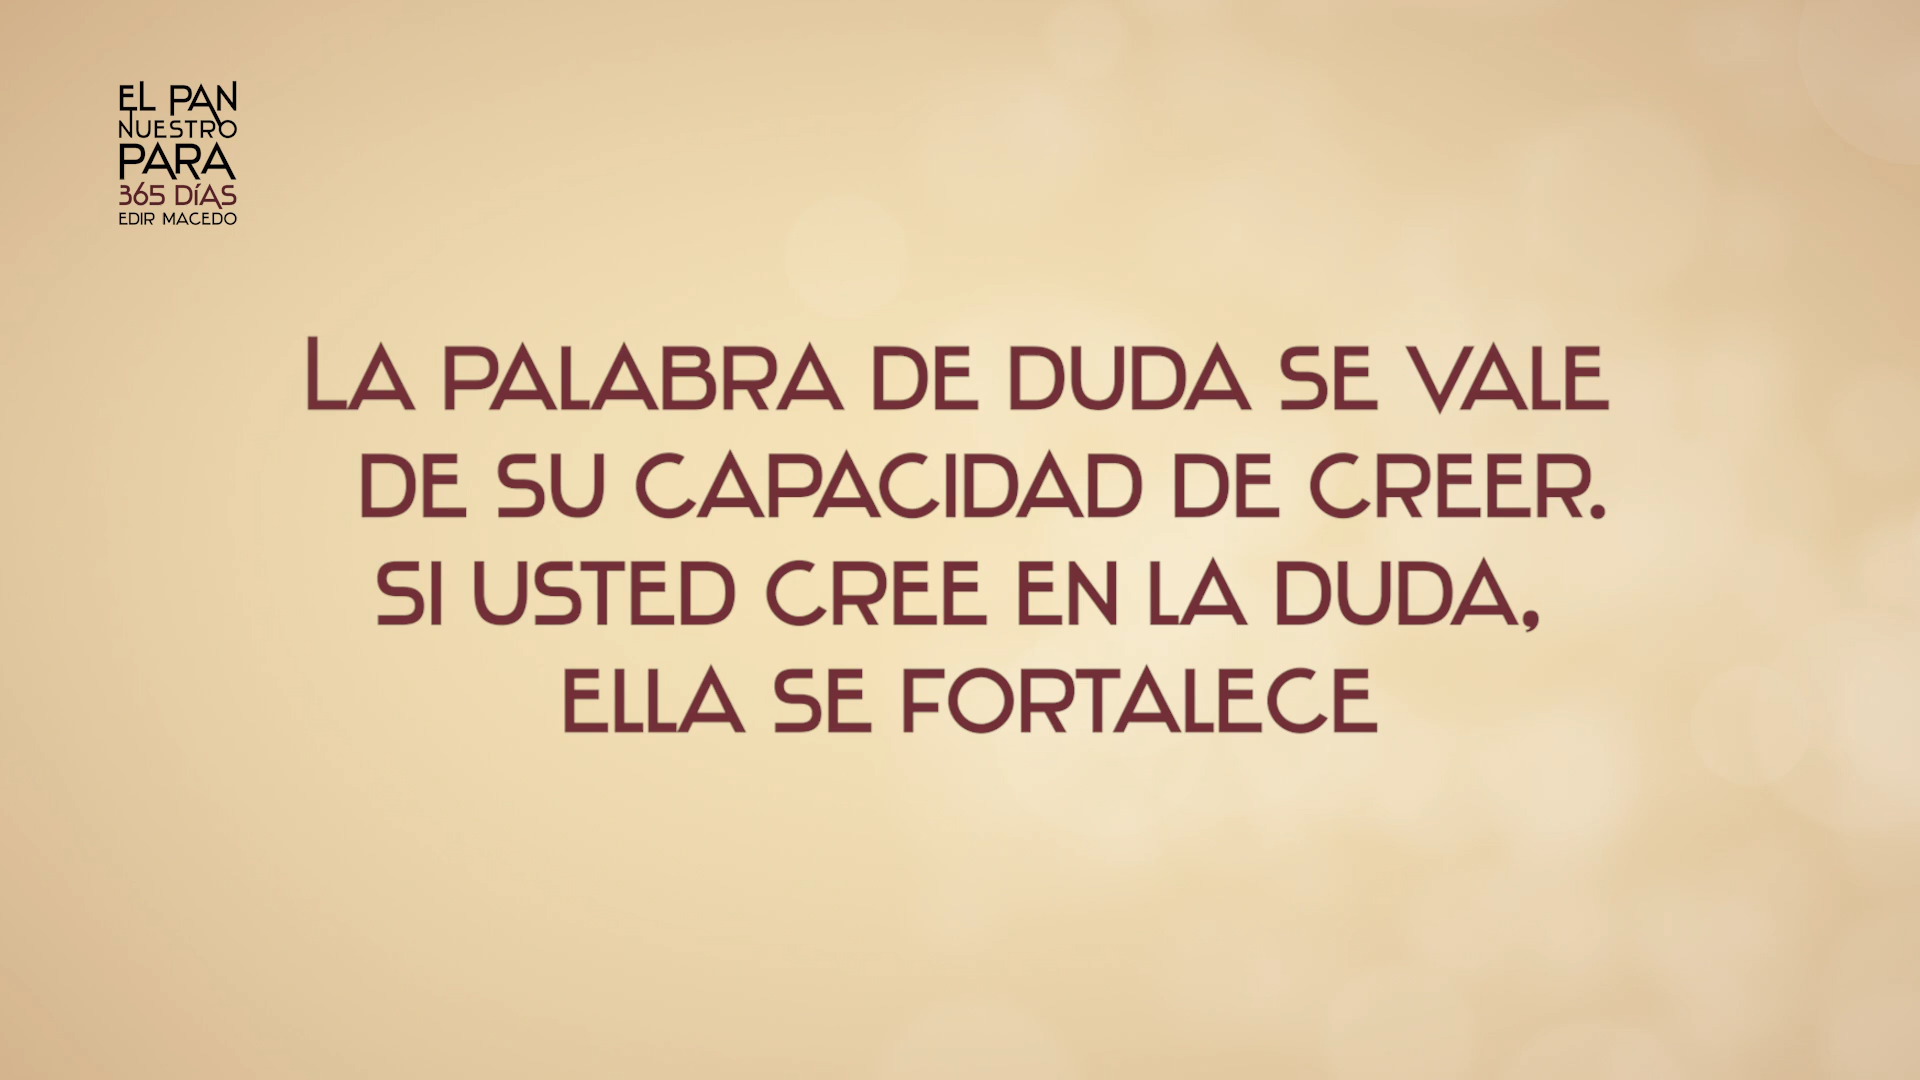 EL PAN
NUESTRO
PARA
365 DÍAS
EDIR MACEDO
LA PALABRA DE DUDA SE VALE
DE SU CAPACIDAD DE CREER.
SI USTED CREE EN LA DUDA,
ELLA SE FORTALECE